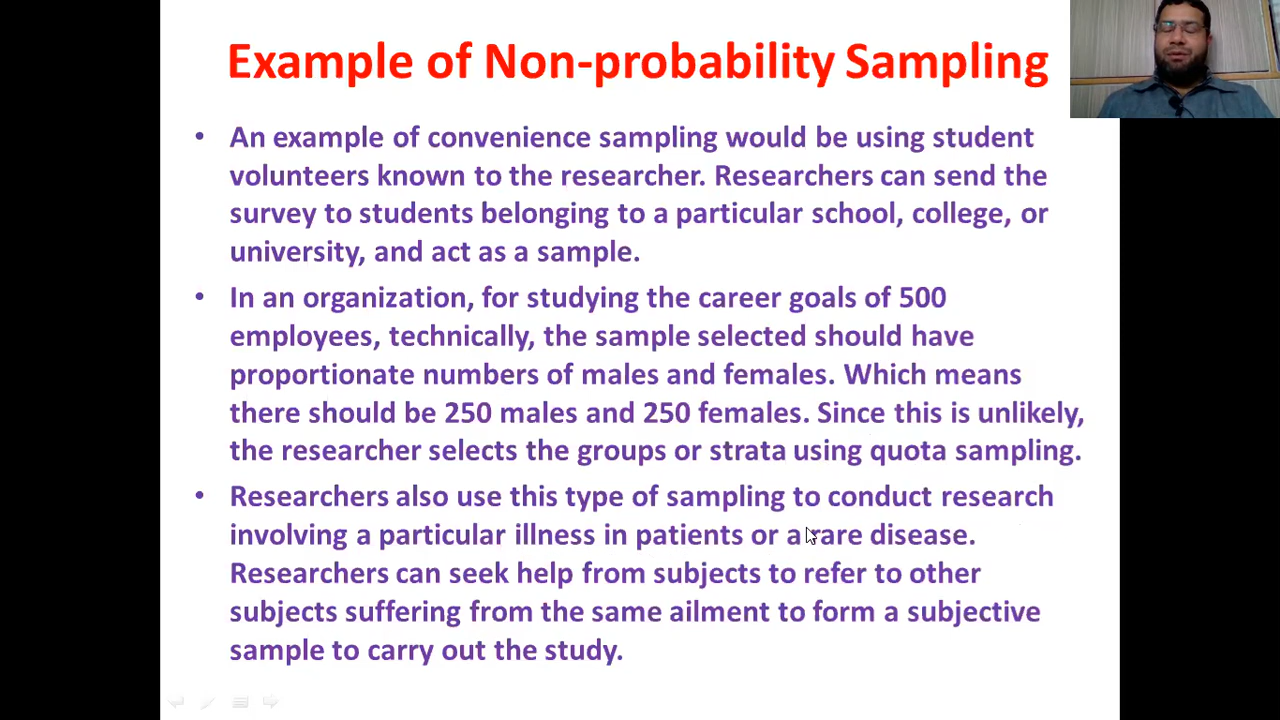 Example of Non-probability Sampling
• An example of convenience sampling would be using student
volunteers known to the researcher. Researchers can send the
survey to students belonging to a particular school, college, or
university, and act as a sample.
• In an organization, for studying the career goals of 500
employees, technically, the sample selected should have
proportionate numbers of males and females. Which means
there should be 250 males and 250 females. Since this is unlikely,
the researcher selects the groups or strata using quota sampling.
• Researchers also use this type of sampling to conduct research
involving a particular illness in patients or a rare disease.
Researchers can seek help from subjects to refer to other
subjects suffering from the same ailment to form a subjective
sample to carry out the study.